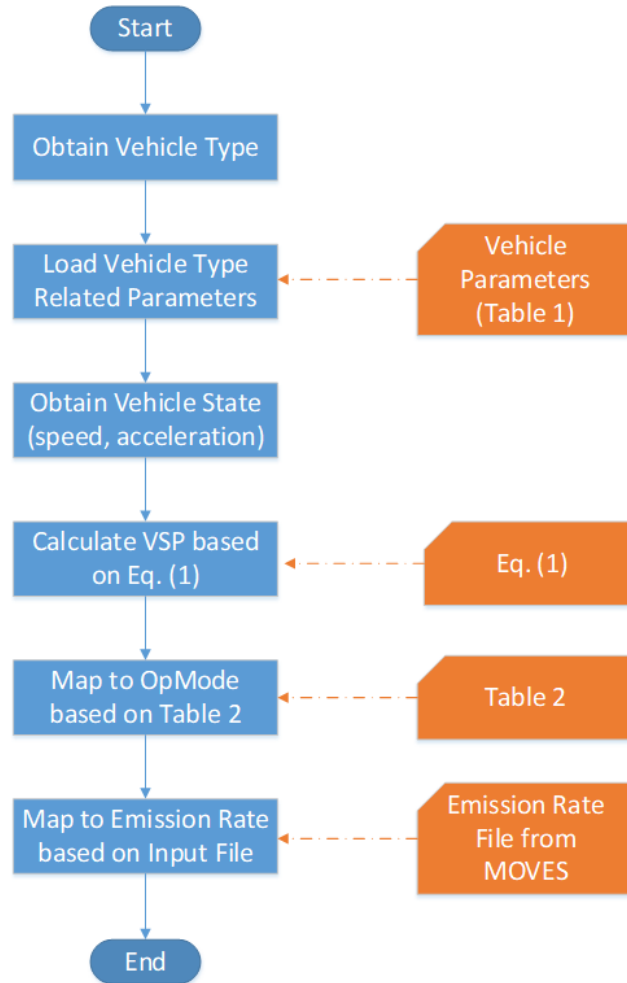 Start
Obtain Vehicle Type
Load Vehicle Type
Related Parameters
Vehicle
Parameters
(Table 1)
Obtain Vehicle State
(speed, acceleration)
Calculate VSP based
on Eq. (1)
Eq. (1)
Map to OpMode
based on Table 2
Table 2
Map to Emission Rate
based on Input File
Emission Rate
File from
MOVES
End